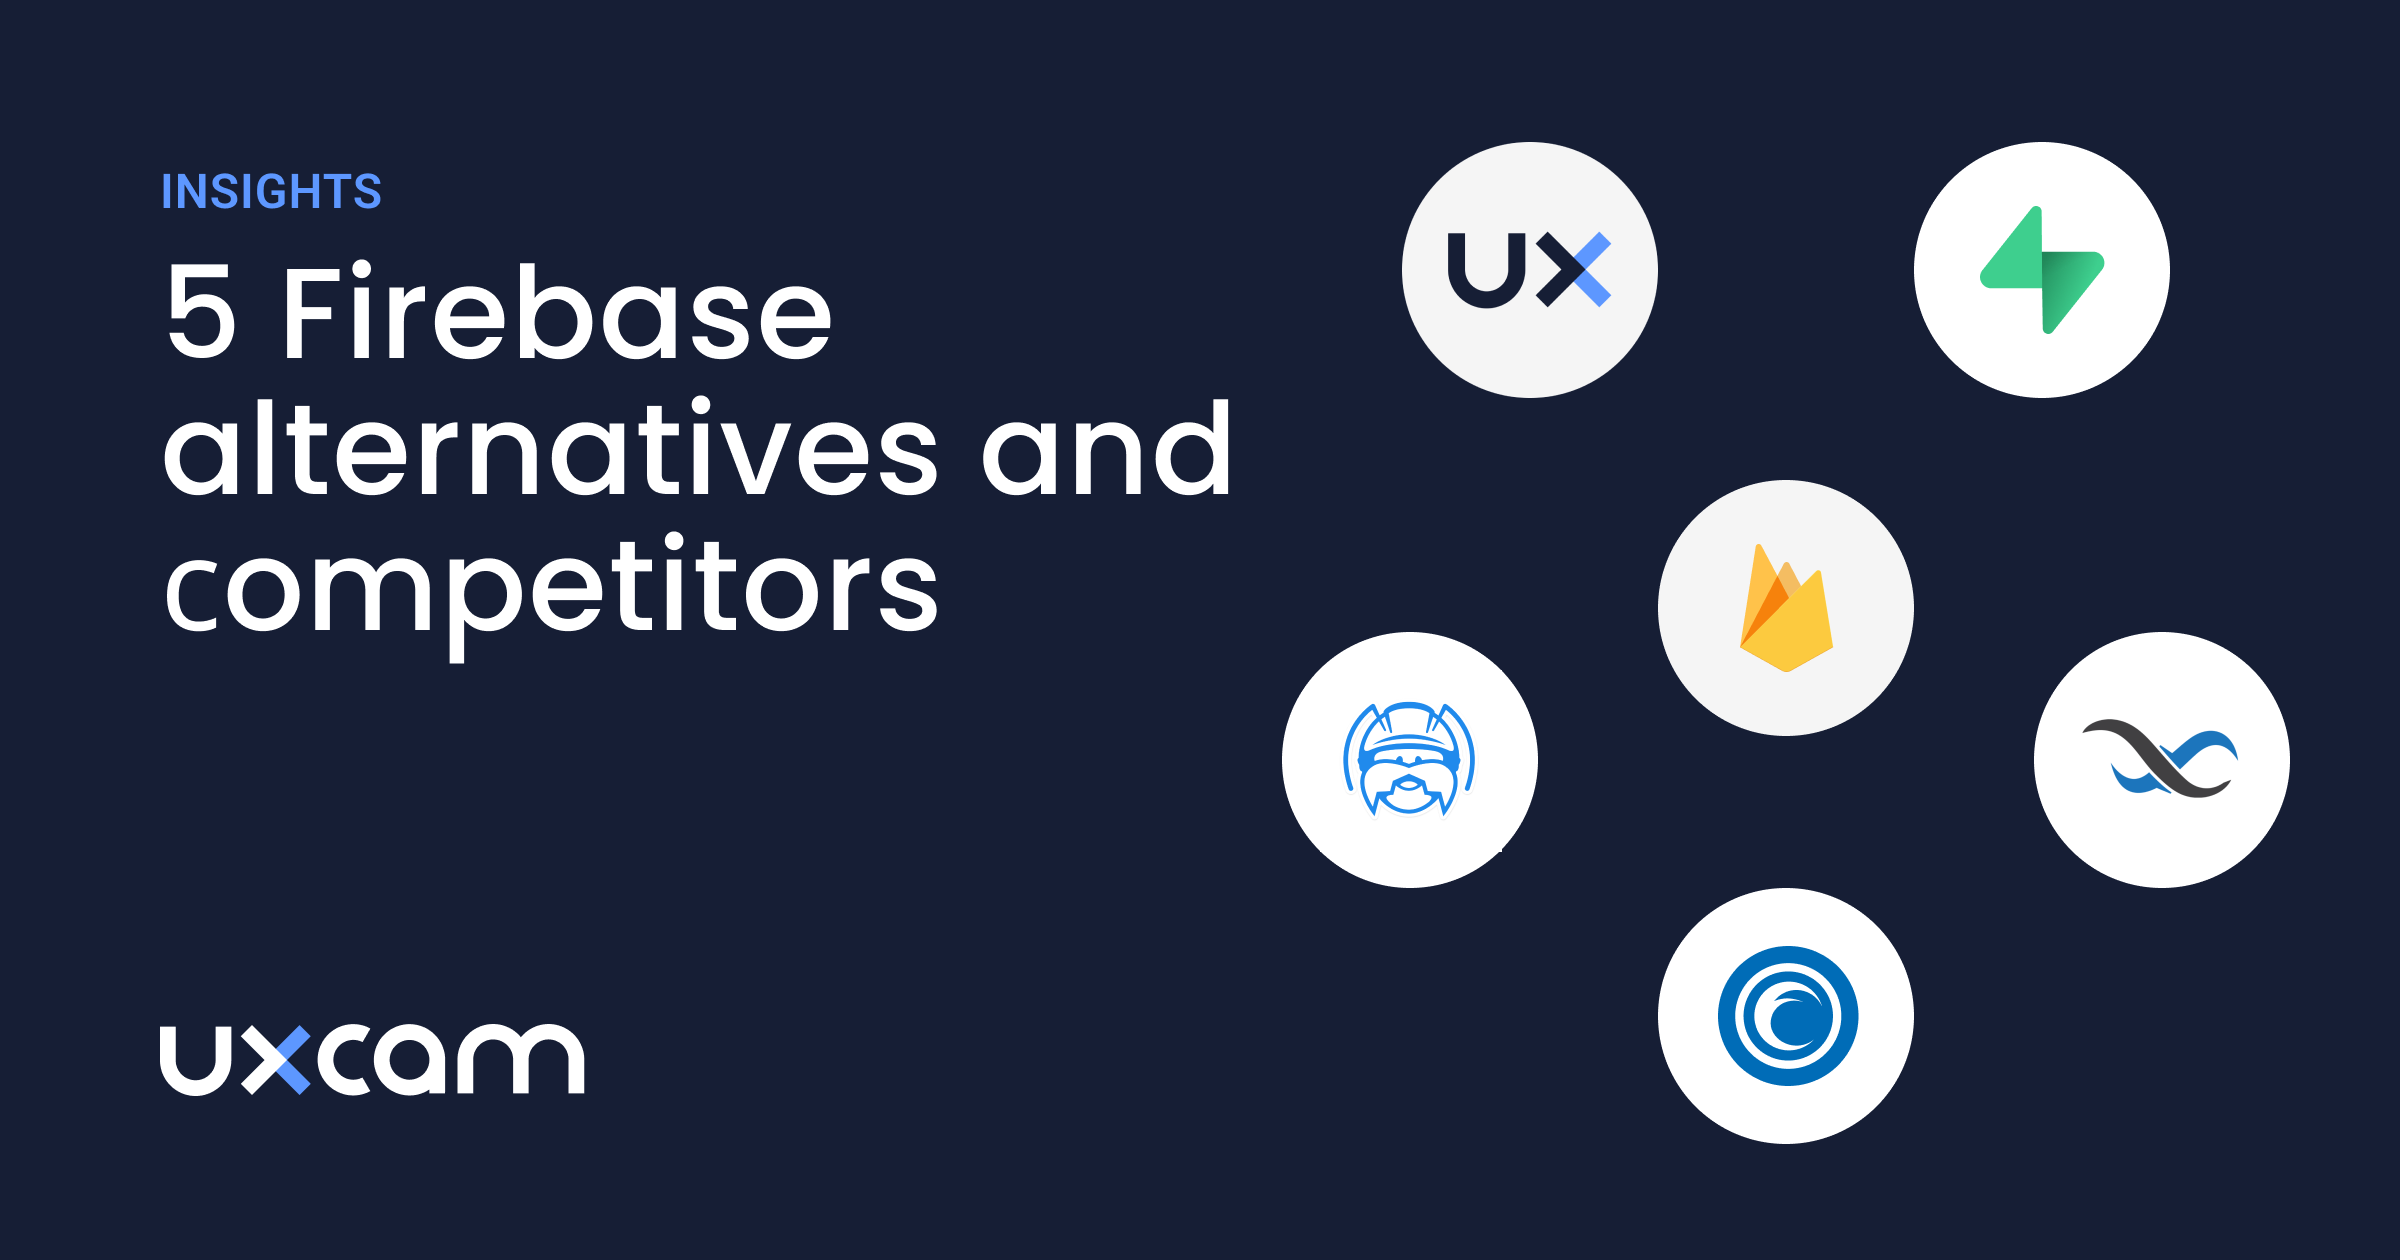 INSIGHTS
5 Firebase
alternatives and
competitors
uxcam
UX